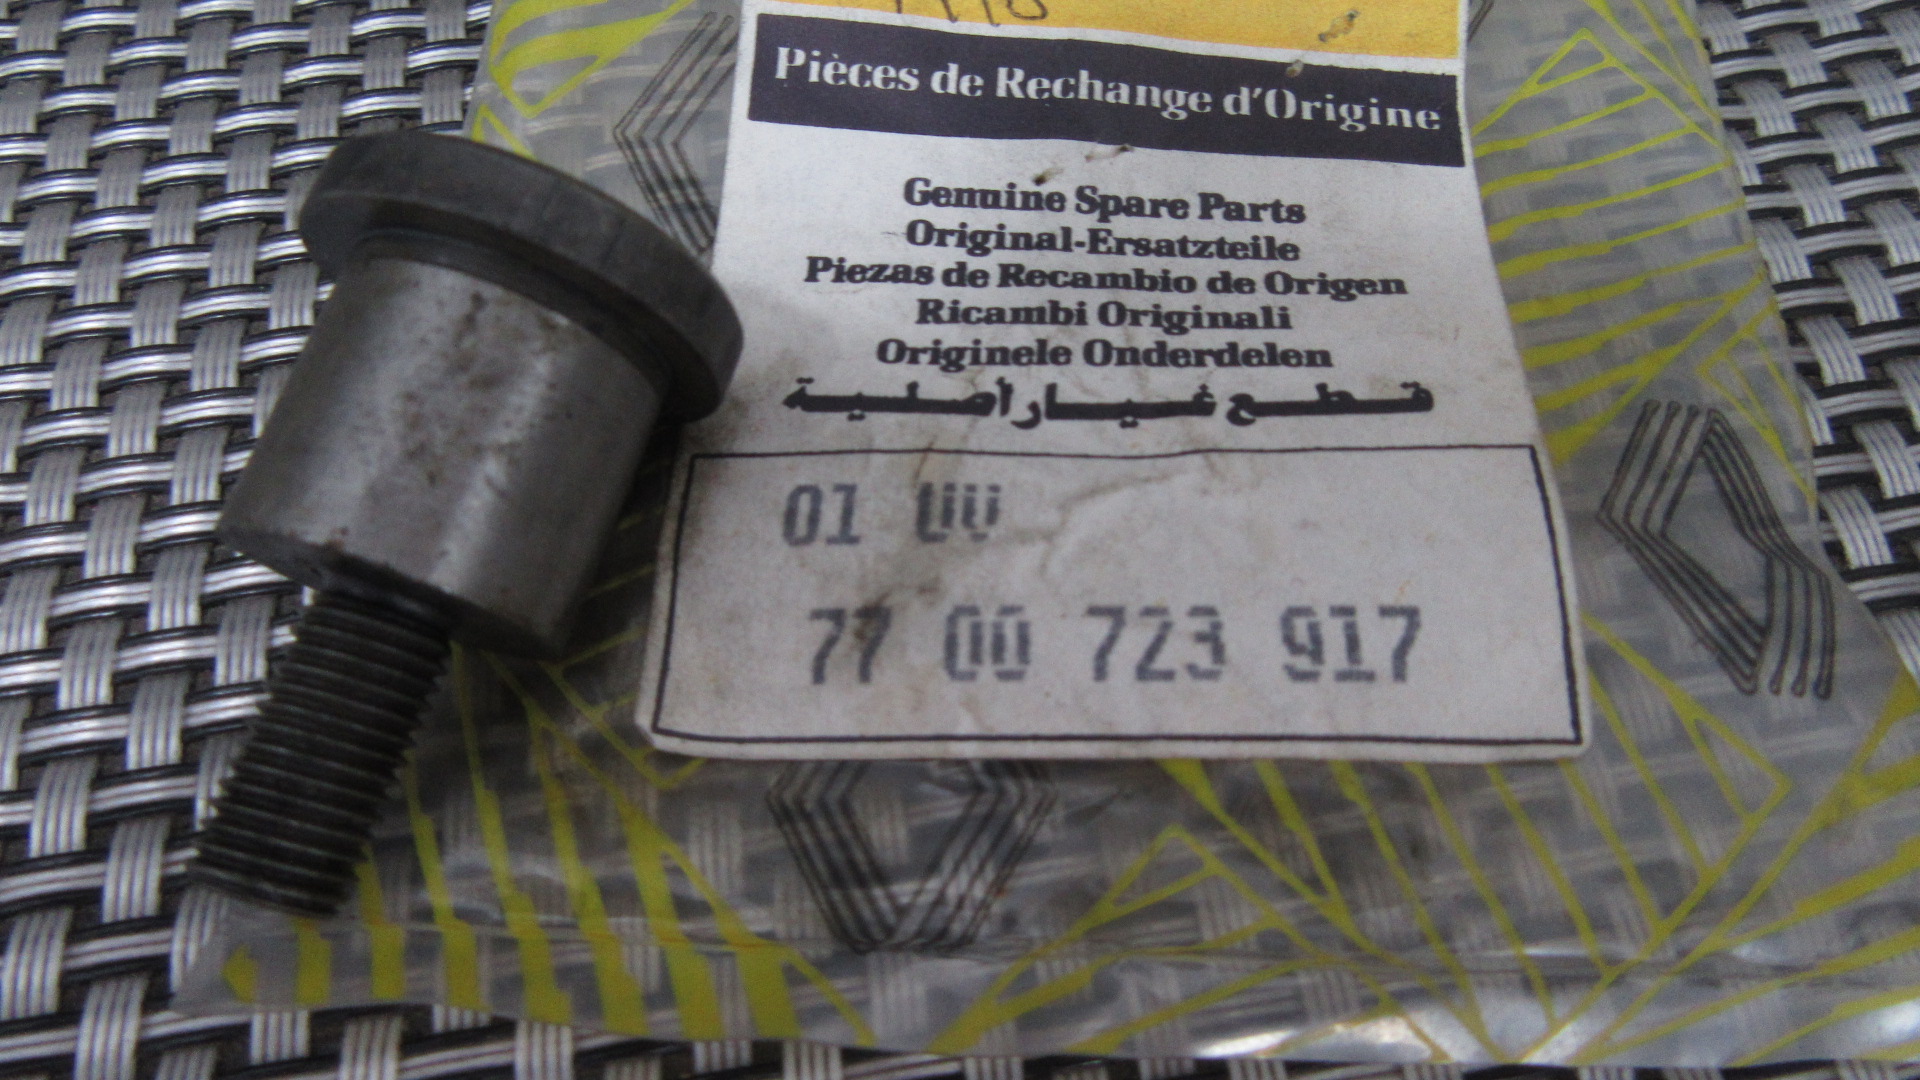 Pièces de Rechange d'Origine
Genuine Spare Parts
Original-Ersatzteile
Piezas de Recambio de Origen
Ricambi Originali
Originele Onderdelen
قطع غيار أصلية
01
77 00 723 917